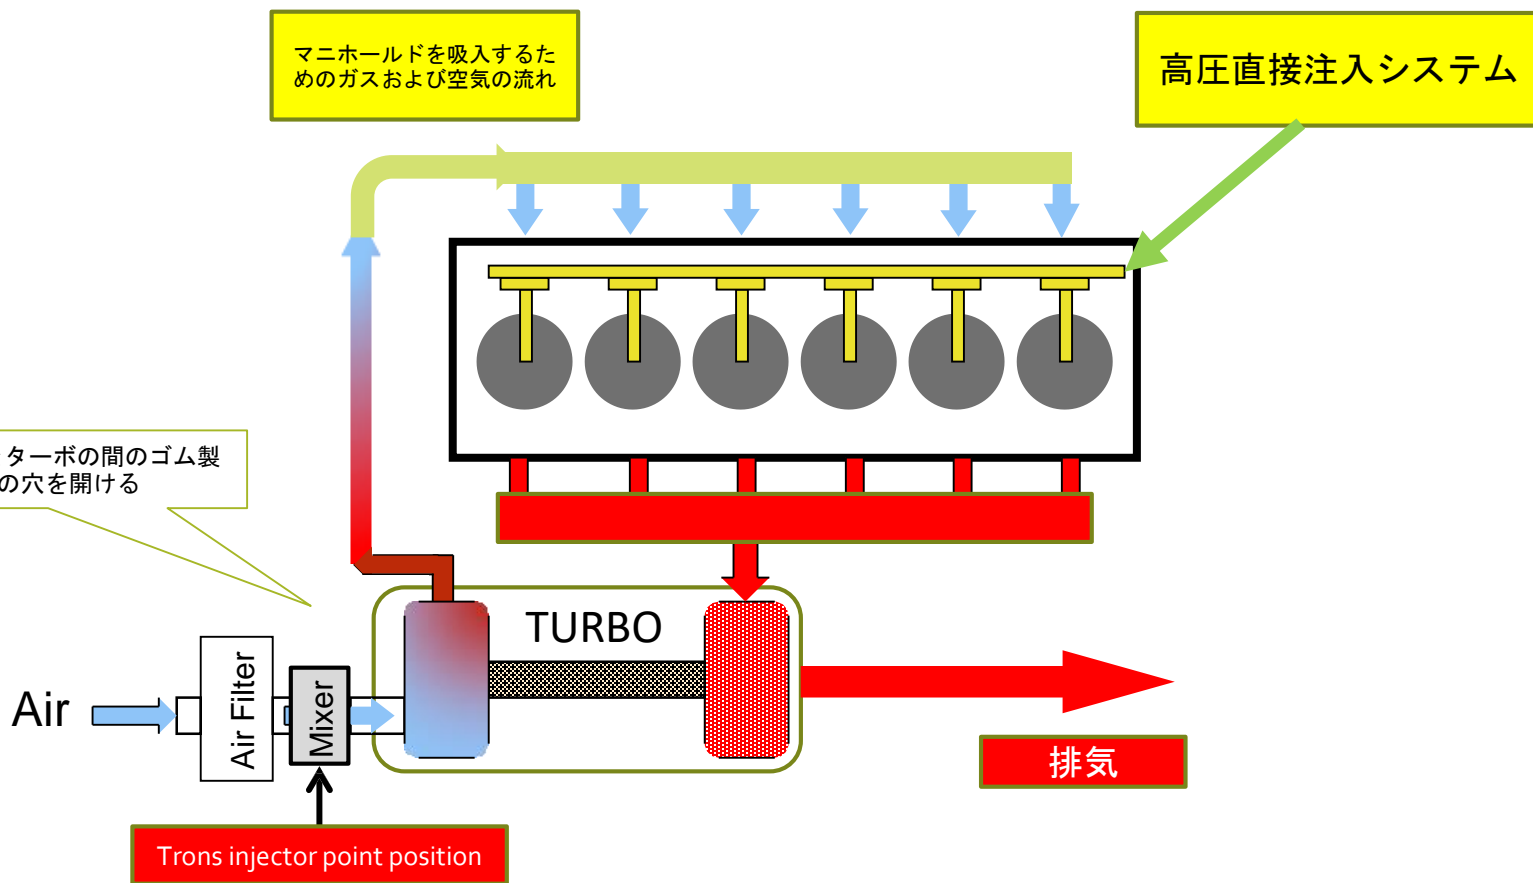 マニホールドを吸入するた
めのガスおよび空気の流れ
高圧直接注入システム
ターボの間のゴム製
の穴を開ける
TURBO
Air
Air Filter
Mixer
排気
Trons injector point position